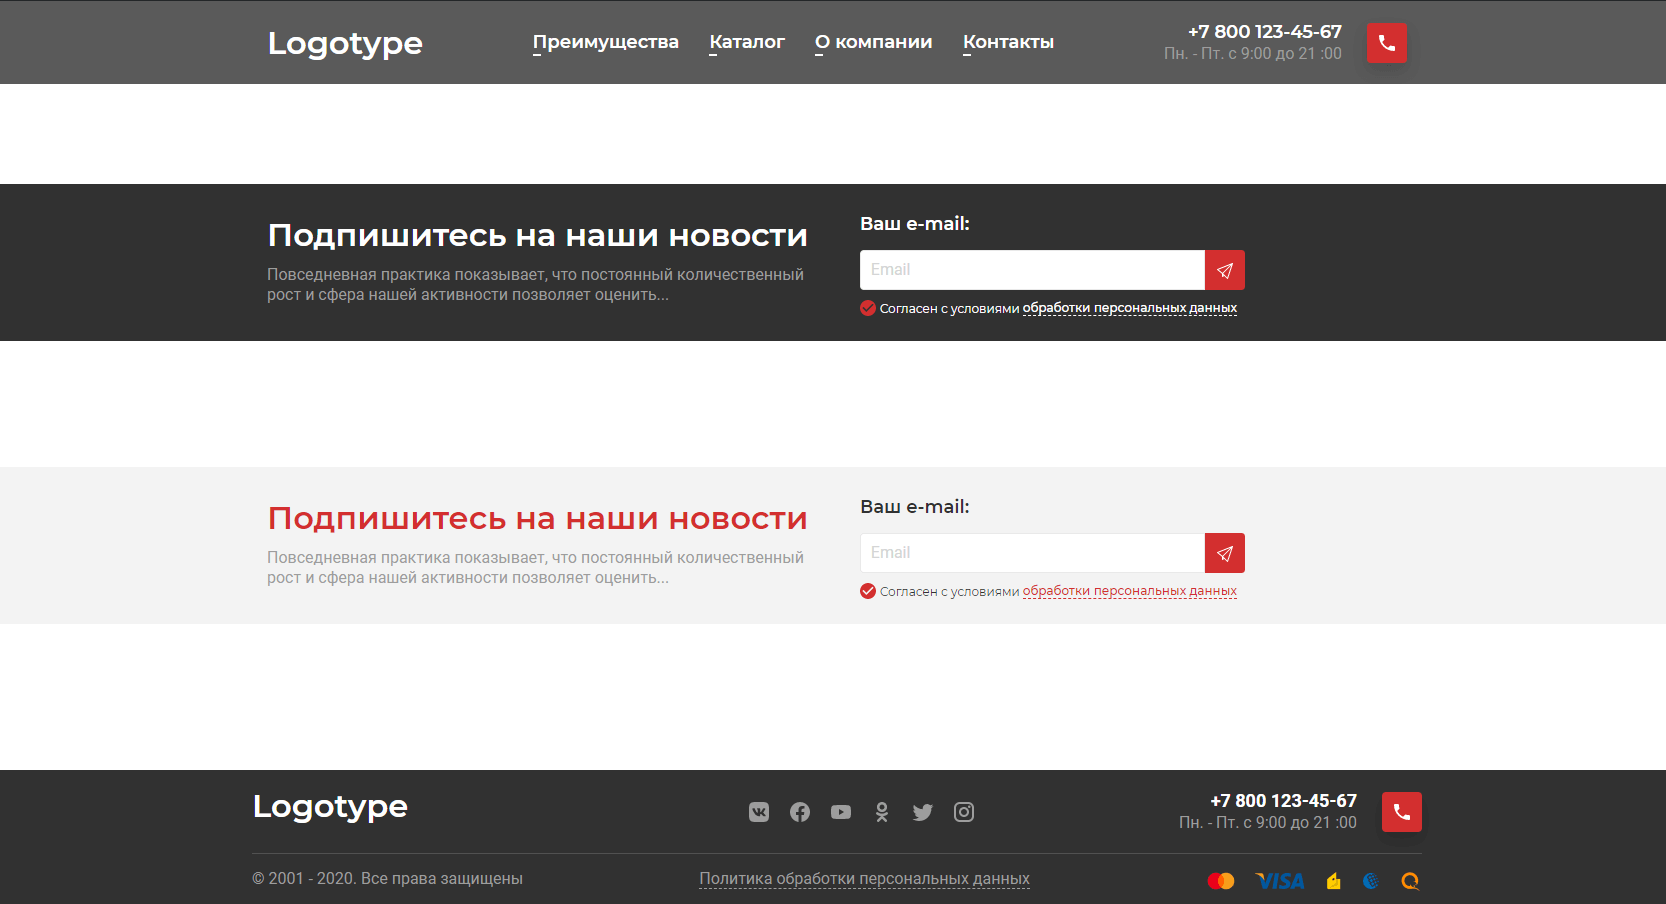 Logotype
Преимущества Каталог О компании Контакты
+7 800 123-45-67
Пн. - Пт. с 9:00 до 21 :00
Подпишитесь на наши новости
Повседневная практика показывает, что постоянный количественный
рост и сфера нашей активности позволяет оценить...
Ваш e-mail:
Email
Согласен с условиями обработки персональных данных
Подпишитесь на наши новости
Повседневная практика показывает, что постоянный количественный
рост и сфера нашей активности позволяет оценить...
Ваш e-mail:
Email
Согласен с условиями обработки персональных данных
Logotype
+7 800 123-45-67
Пн. - Пт. с 9:00 до 21 :00
© 2001 - 2020. Все права защищены
Политика обработки персональных данных
VISA